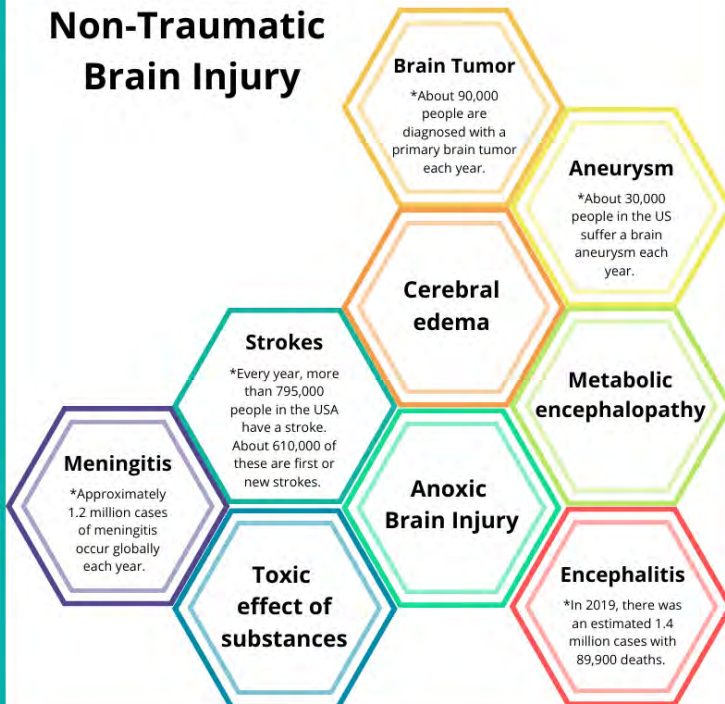 Non-Traumatic
Brain Injury
Brain Tumor
*About 90,000
people are
diagnosed with a
primary brain tumor
each year.
Aneurysm
*About 30,000
people in the US
suffer a brain
aneurysm each
year.
Cerebral
edema
Strokes
*Every year, more
than 795,000
people in the USA
have a stroke.
About 610,000 of
these are first or
new strokes.
Metabolic
encephalopathy
Meningitis
*Approximately
1.2 million cases
of meningitis
occur globally
each year.
Anoxic
Brain Injury
Toxic
effect of
substances
Encephalitis
*In 2019, there was
an estimated 1.4
million cases with
89,900 deaths.